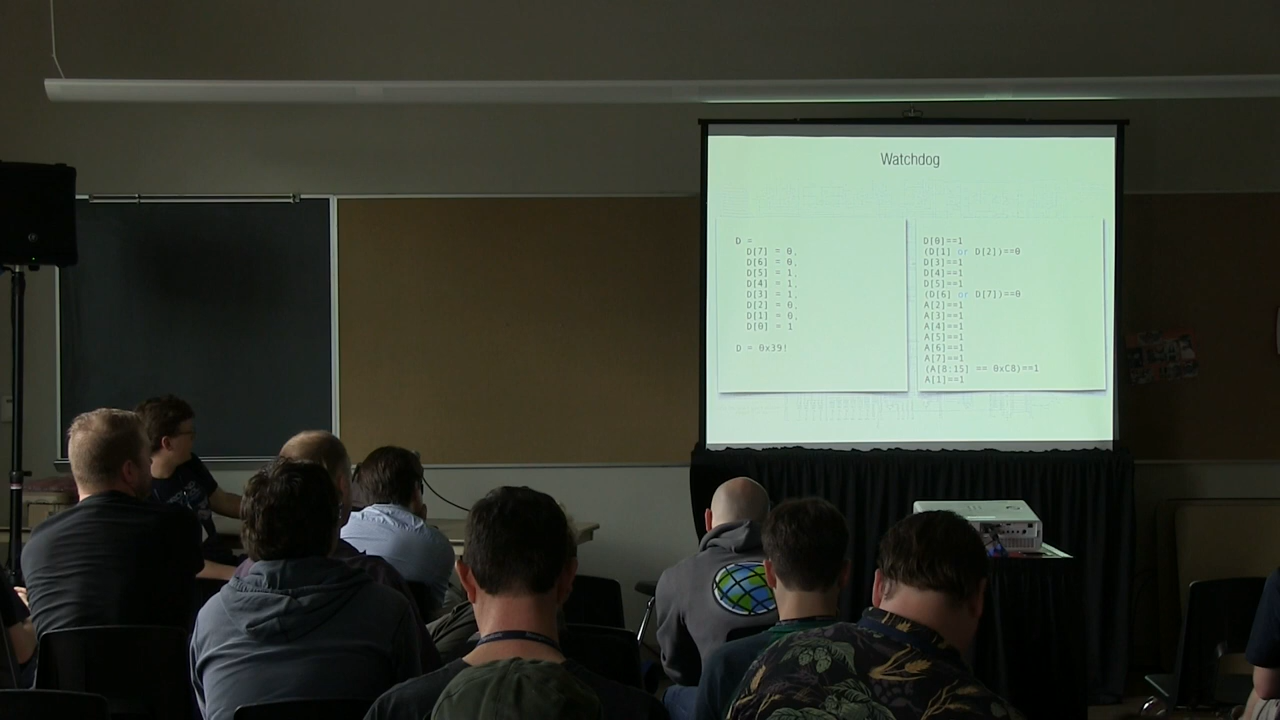 Watchdog
D =
D[7] = 0,
D[6] = 0,
D[5] = 1,
D[4] = 1,
D[3] = 1,
D[2] = 0,
D[1] = 0,
D[0] = 1
D = 0x39!
D[0]==1
(D[1] or D[2])==0
D[3]==1
D[4]==1
D[5]==1
(D[6] or D[7])==0
A[2]==1
A[3]==1
A[4]==1
A[5]==1
A[6]==1
A[7]==1
(A[8:15] == 0xC8)==1
A[1]==1